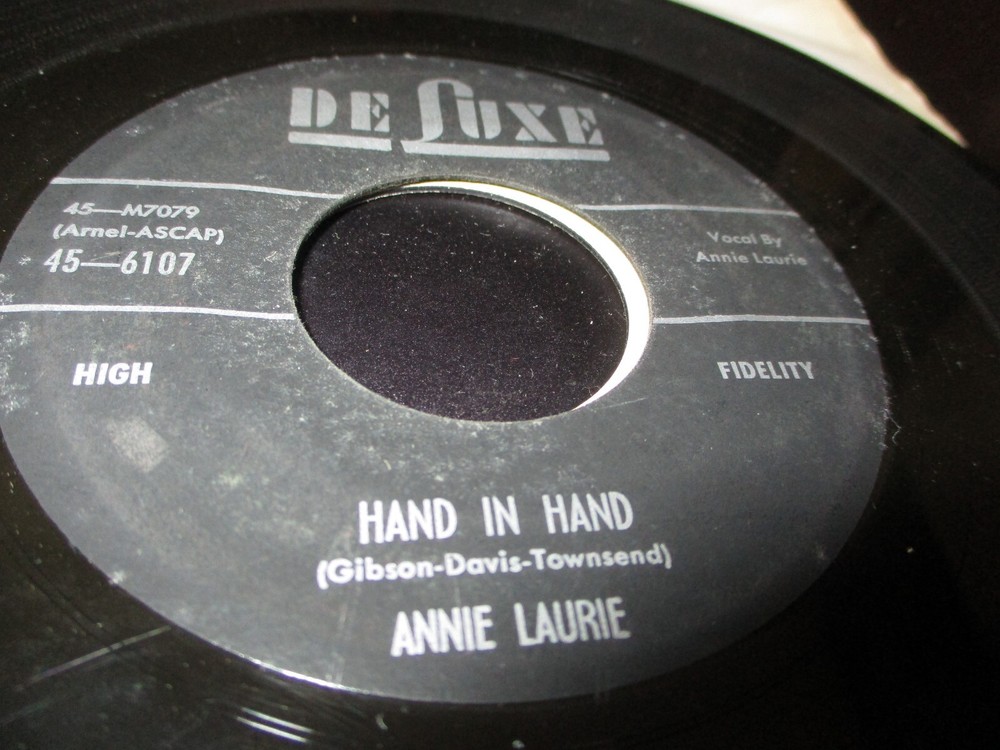 DE LUXE
45—M7079
(Arnel-ASCAP)
45—6107
Vocal By
Annie Laurie
HIGH
FIDELITY
HAND IN HAND
(Gibson-Davis-Townsend)
ANNIE LAURIE